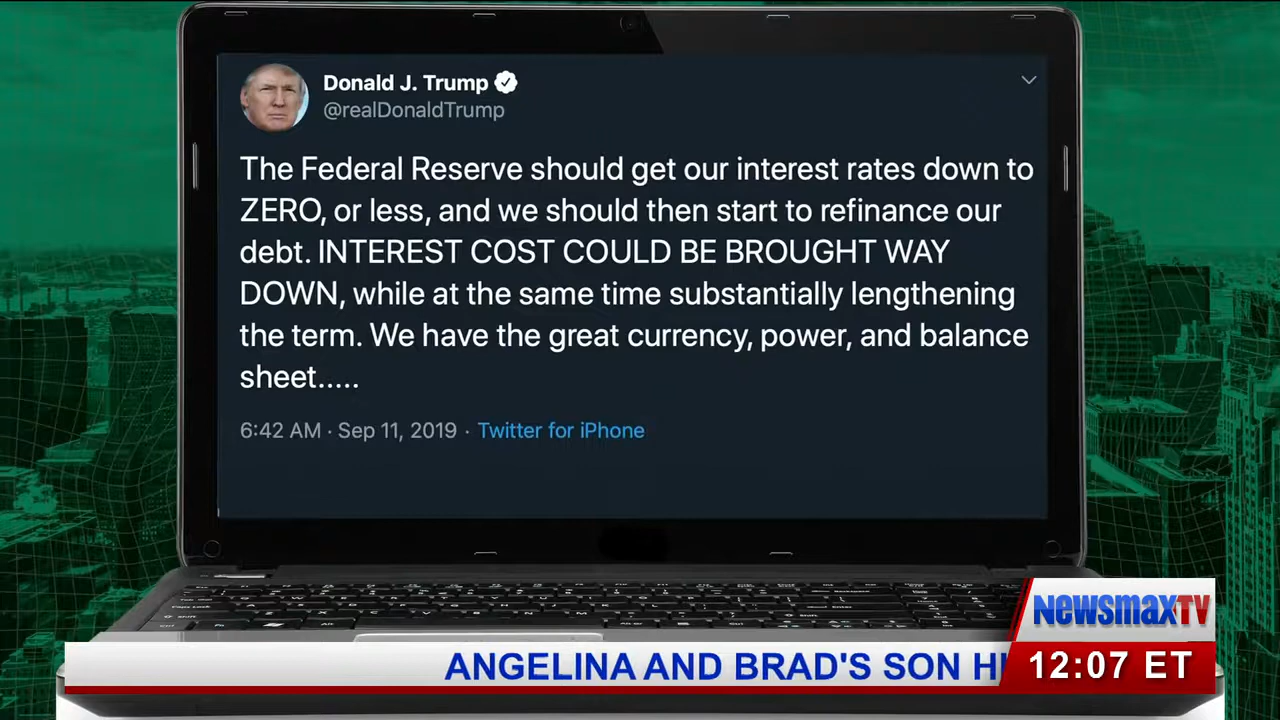 Donald J. Trump
@realDonaldTrump
The Federal Reserve should get our interest rates down to
ZERO, or less, and we should then start to refinance our
debt. INTEREST COST COULD BE BROUGHT WAY
DOWN, while at the same time substantially lengthening
the term. We have the great currency, power, and balance
sheet.....
6:42 AM · Sep 11, 2019 · Twitter for iPhone
NEWSMAXTV
ANGELINA AND BRAD'S SON
12:07 ET